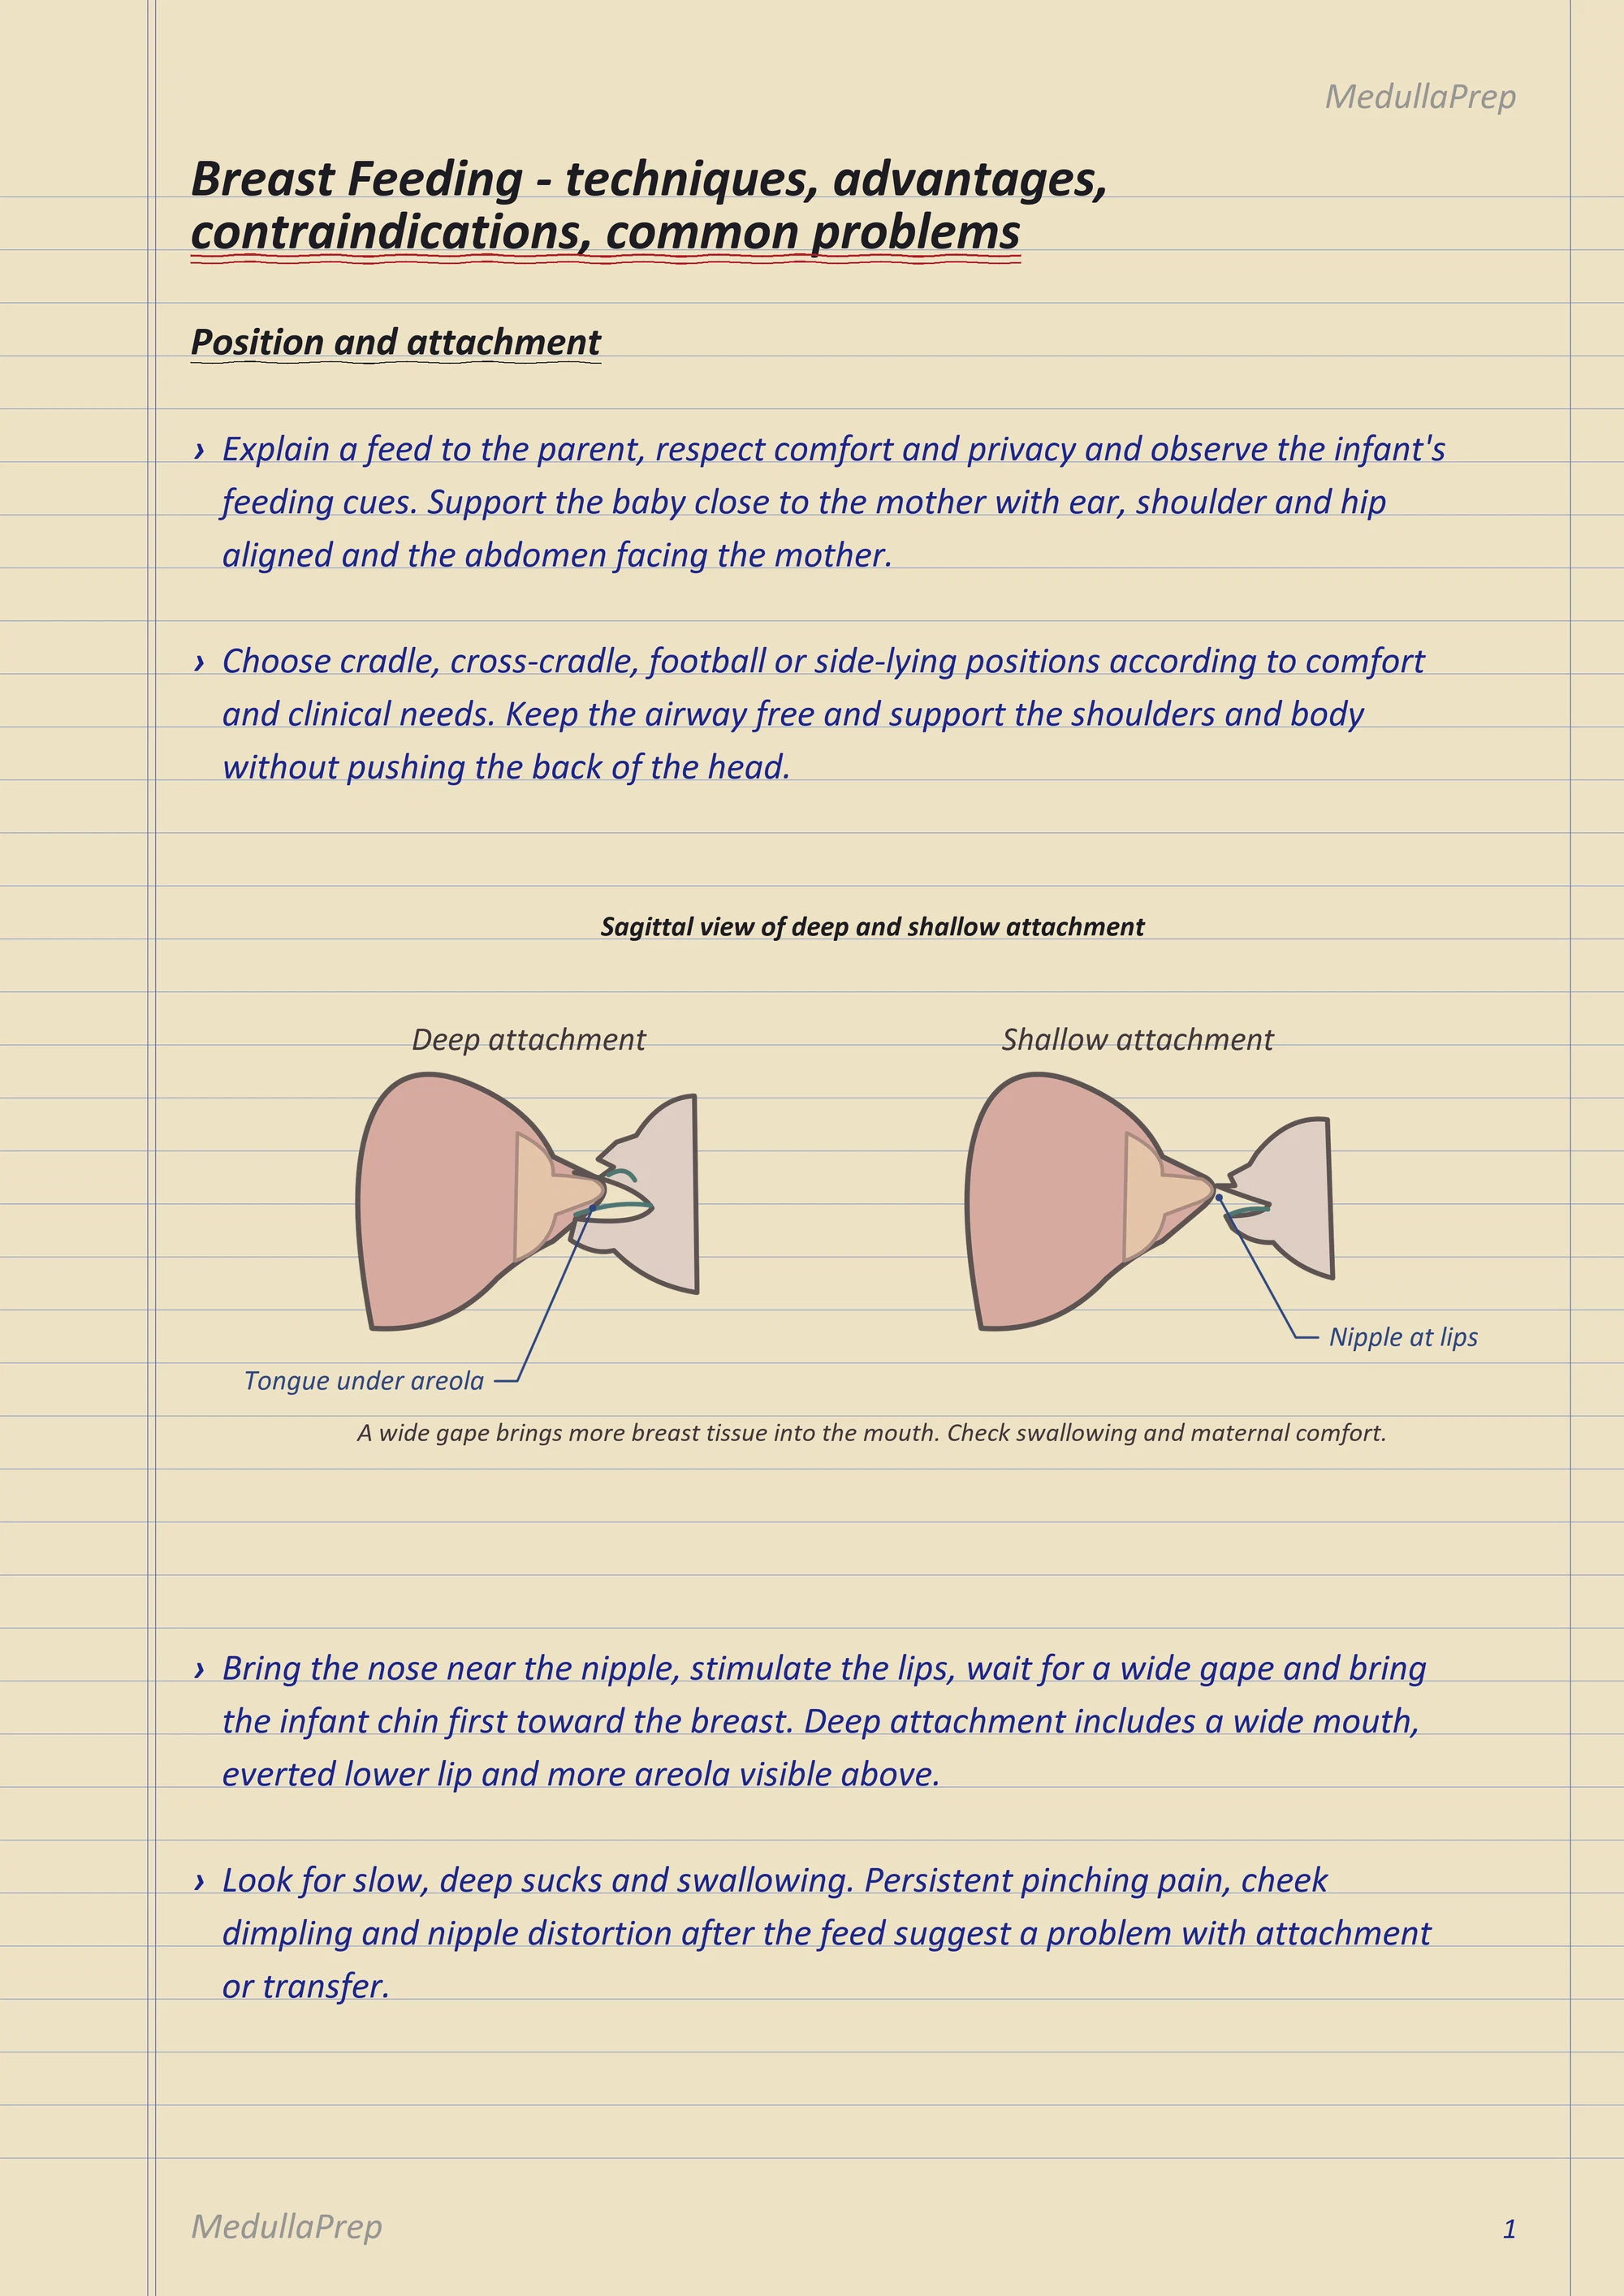 MedullaPrep
Breast Feeding - techniques, advantages,
contraindications, common problems
Position and attachment
› Explain a feed to the parent, respect comfort and privacy and observe the infant's
feeding cues. Support the baby close to the mother with ear, shoulder and hip
aligned and the abdomen facing the mother.
› Choose cradle, cross-cradle, football or side-lying positions according to comfort
and clinical needs. Keep the airway free and support the shoulders and body
without pushing the back of the head.
Sagittal view of deep and shallow attachment
Deep attachment
Shallow attachment
Nipple at lips
Tongue under areola
A wide gape brings more breast tissue into the mouth. Check swallowing and maternal comfort.
› Bring the nose near the nipple, stimulate the lips, wait for a wide gape and bring
the infant chin first toward the breast. Deep attachment includes a wide mouth,
everted lower lip and more areola visible above.
› Look for slow, deep sucks and swallowing. Persistent pinching pain, cheek
dimpling and nipple distortion after the feed suggest a problem with attachment
or transfer.
MedullaPrep
1